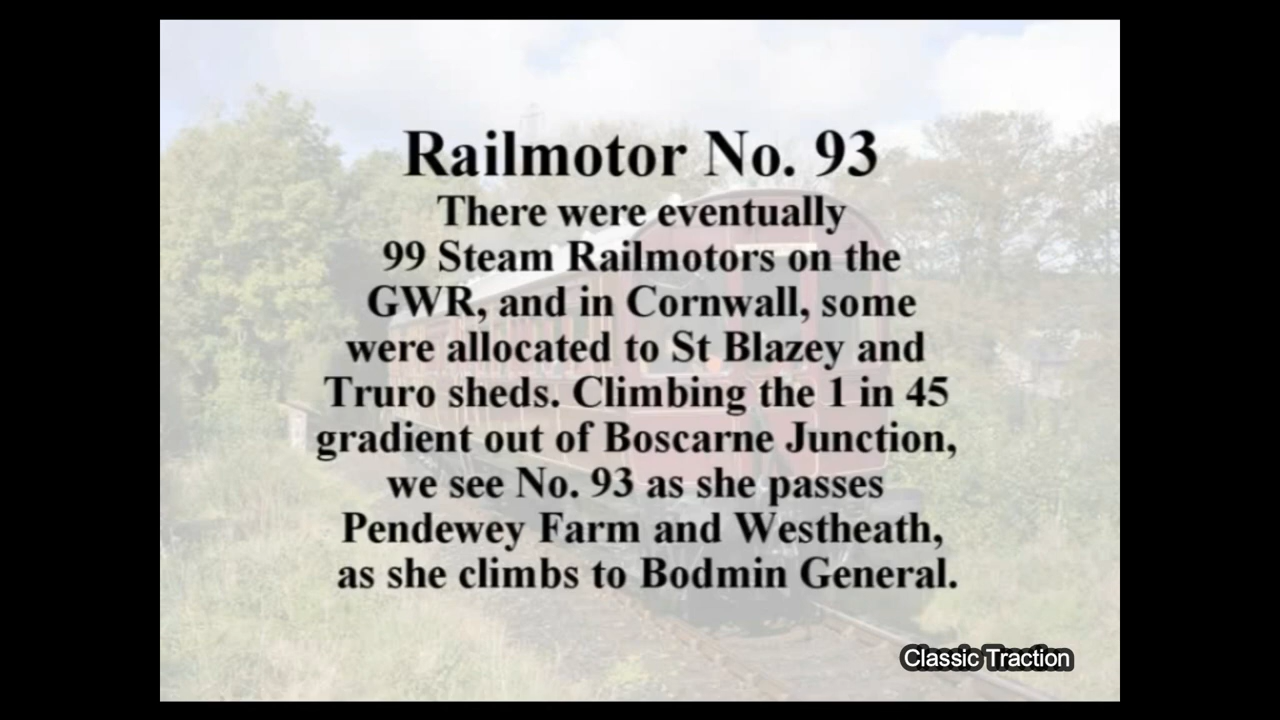 Railmotor No. 93
There were eventually
99 Steam Railmotors on the
GWR, and in Cornwall, some
were allocated to St Blazey and
Truro sheds. Climbing the 1 in 45
gradient out of Boscarne Junction,
we see No. 93 as she passes
Pendewey Farm and Westheath,
as she climbs to Bodmin General.
Classic Traction